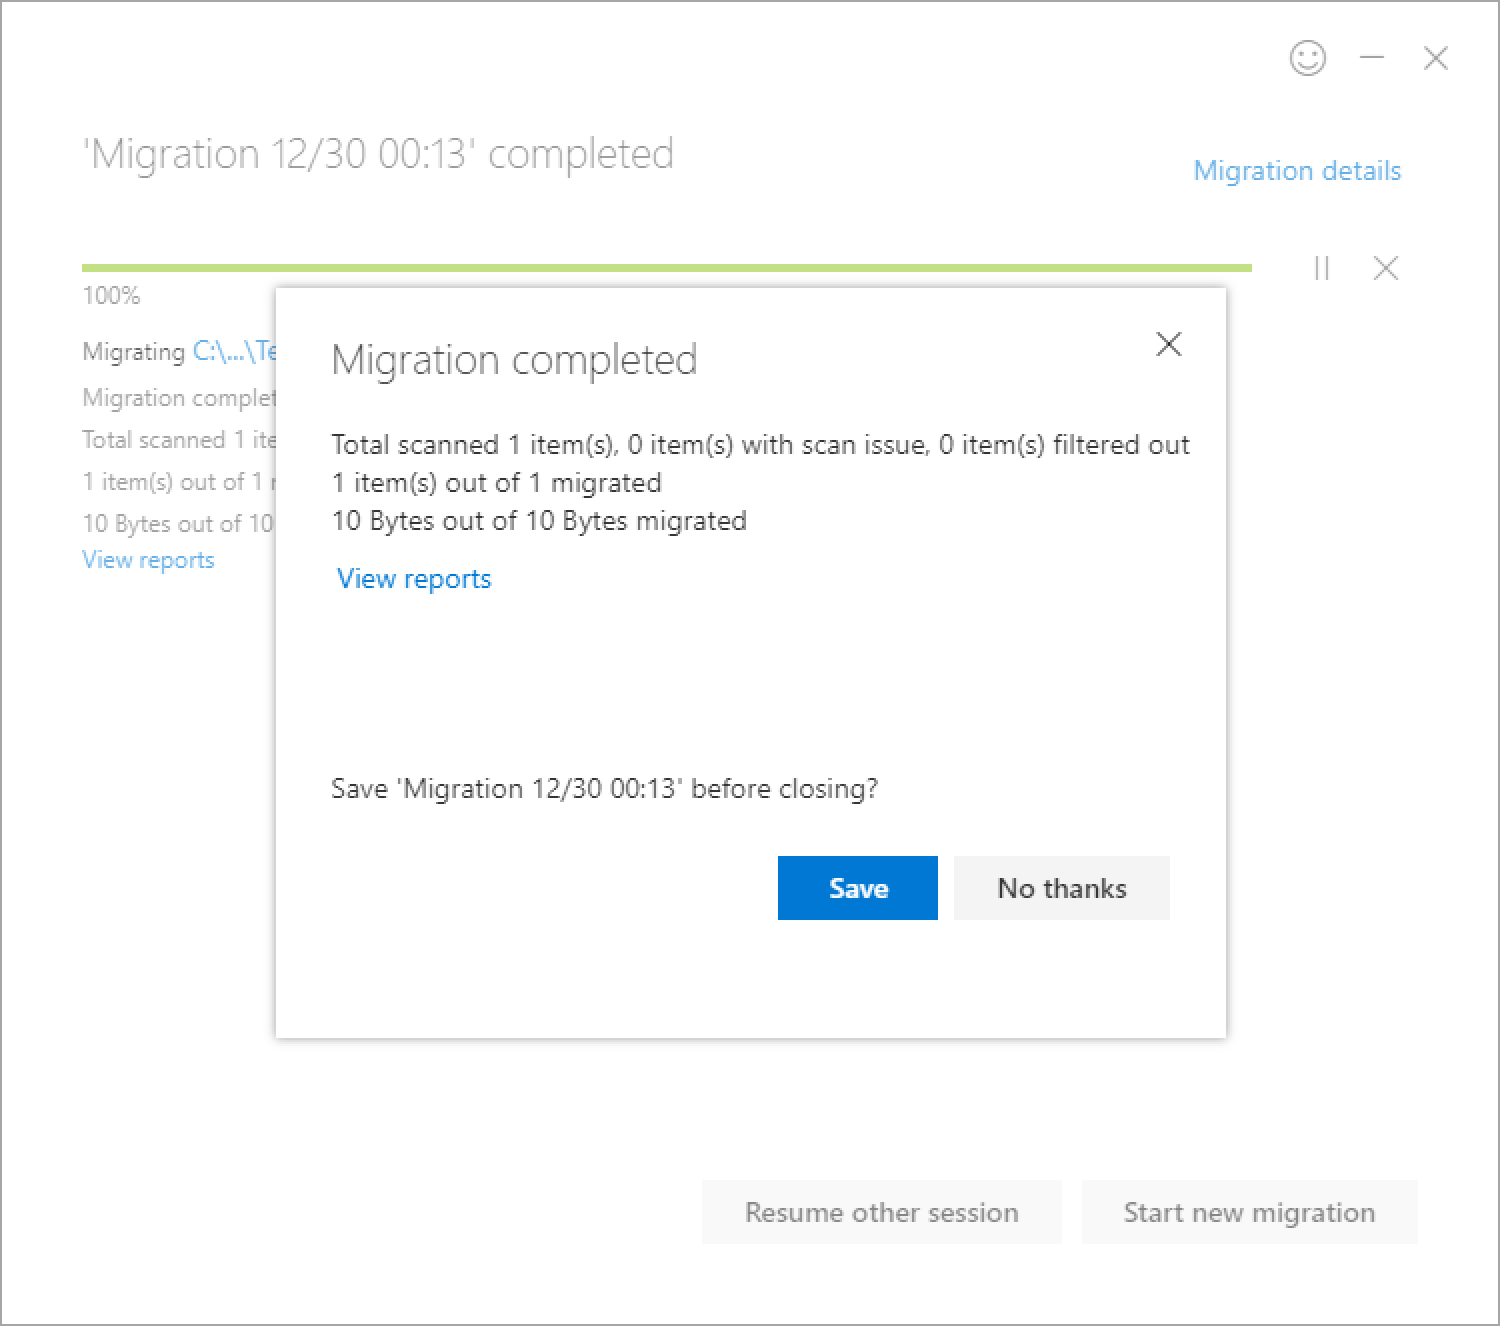 'Migration 12/30 00:13' completed
Migration details
100%
Migrating C:\...\Te
Migration complet
Total scanned 1 ite
1 item(s) out of 1
10 Bytes out of 10
View reports
Migration completed
Total scanned 1 item(s), 0 item(s) with scan issue, 0 item(s) filtered out
1 item(s) out of 1 migrated
10 Bytes out of 10 Bytes migrated
View reports
Save 'Migration 12/30 00:13' before closing?
Save
No thanks
Resume other session
Start new migration